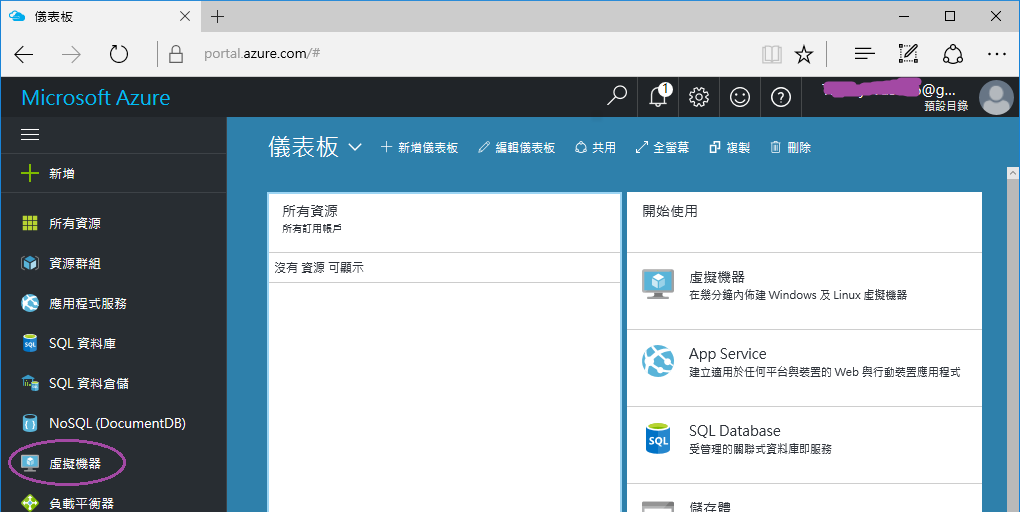 儀表板
portal.azure.com/#
Microsoft Azure
1
@g...
預設目錄
新增
所有資源
資源群組
應用程式服務
SQL 資料庫
SQL 資料倉儲
NoSQL (DocumentDB)
虛擬機器
負載平衡器
儀表板
新增儀表板
編輯儀表板
共用
全螢幕
複製
刪除
所有資源
所有訂用帳戶
沒有 資源 可顯示
開始使用
虛擬機器
在幾分鐘內佈建 Windows 及 Linux 虛擬機器
App Service
建立適用於任何平台與裝置的 Web 與行動裝置應用程式
SQL
SQL Database
受管理的關聯式資料庫即服務
儲存體